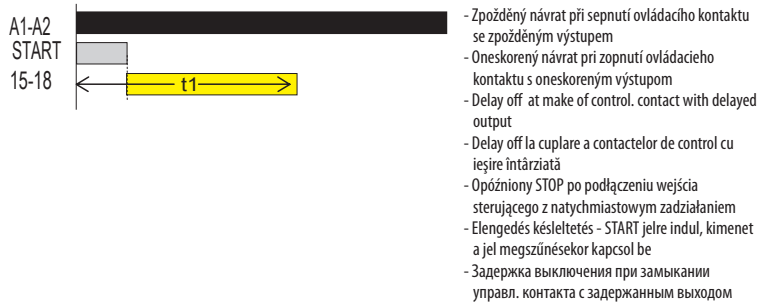 A1-A2
START
15-18
t1
- Zpožděný návrat při sepnutí ovládacího kontaktu
se zpožděným výstupem
- Oneskorený návrat pri zopnutí ovládacieho
kontaktu s oneskoreným výstupom
- Delay off at make of control. contact with delayed
output
- Delay off la cuplare a contactelor de control cu
ieşire întârziată
- Opóźniony STOP po podłączeniu wejścia
sterującego z natychmiastowym zadziałaniem
- Elengedés késleltetés - START jelre indul, kimenet
a jel megszűnésekor kapcsol be
- Задержка выключения при замыкании
управл. контакта с задержанным выходом